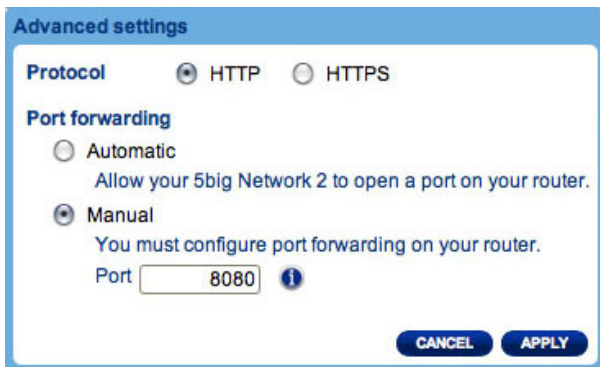 Advanced settings
Protocol HTTP HTTPS
Port forwarding
Automatic
Allow your 5big Network 2 to open a port on your router.
Manual
You must configure port forwarding on your router.
Port 8080 i
CANCEL APPLY